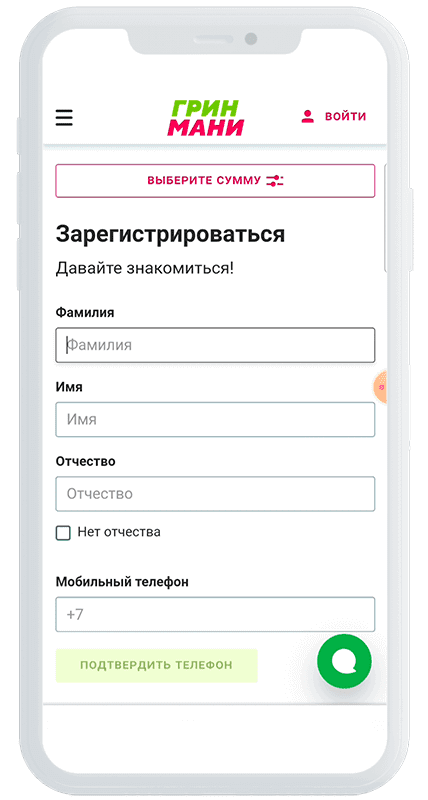 ГРИН
МАНИ
ВОЙТИ
ВЫБЕРИТЕ СУММУ
Зарегистрироваться
Давайте знакомиться!
Фамилия
Фамилия
Имя
Имя
Отчество
Отчество
Нет отчества
Мобильный телефон
+7
ПОДТВЕРДИТЬ ТЕЛЕФОН